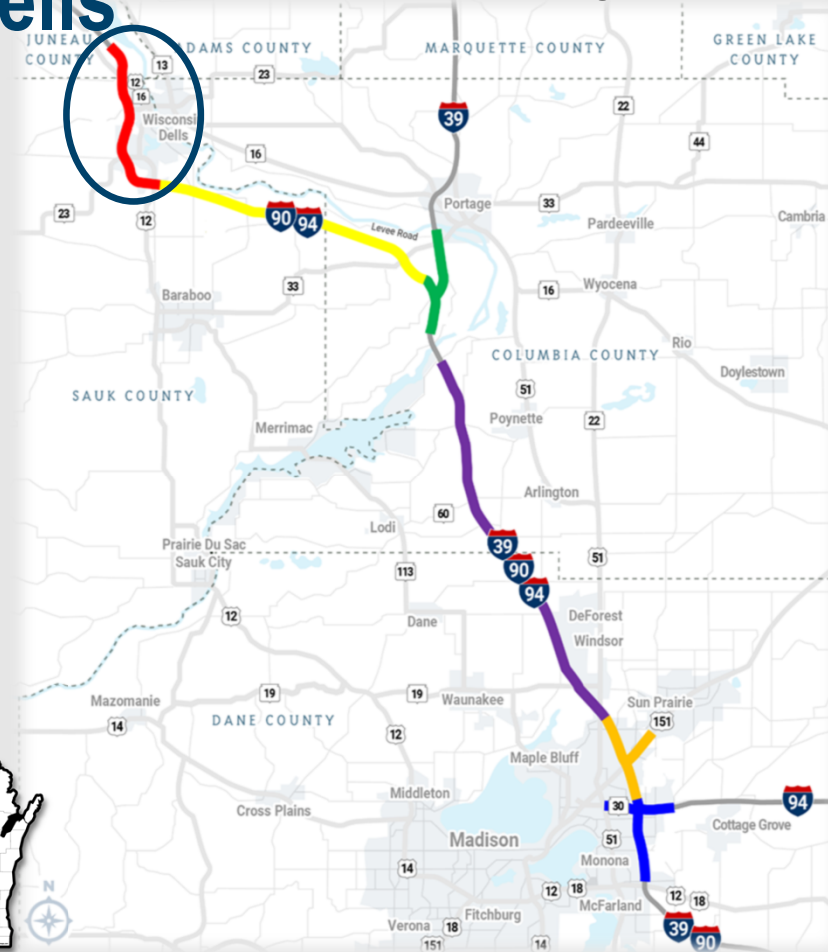 ells
JUNEAU
COUNTY
ADAMS COUNTY
MARQUETTE COUNTY
GREEN LAKE
COUNTY
13
23
12
16
Wisconsi
Dells
39
22
44
16
Portage
33
Pardeeville
Cambria
23
12
90
94
Levee Road
33
16
Wyocena
Baraboo
Rio
COLUMBIA COUNTY
Doylestown
SAUK COUNTY
51
Poynette
22
Merrimac
Arlington
60
Lodi
39
Prairie Du Sac
Sauk City
90
51
113
94
12
Dane
DeForest
Windsor
19
19
Waunakee
Mazomanie
Sun Prairie
14
DANE COUNTY
151
12
Maple Bluff
Middleton
30
94
Cross Plains
Cottage Grove
Madison
51
Monona
14
N
12
18
12
18
McFarland
Fitchburg
Verona
18
39
90
151
14